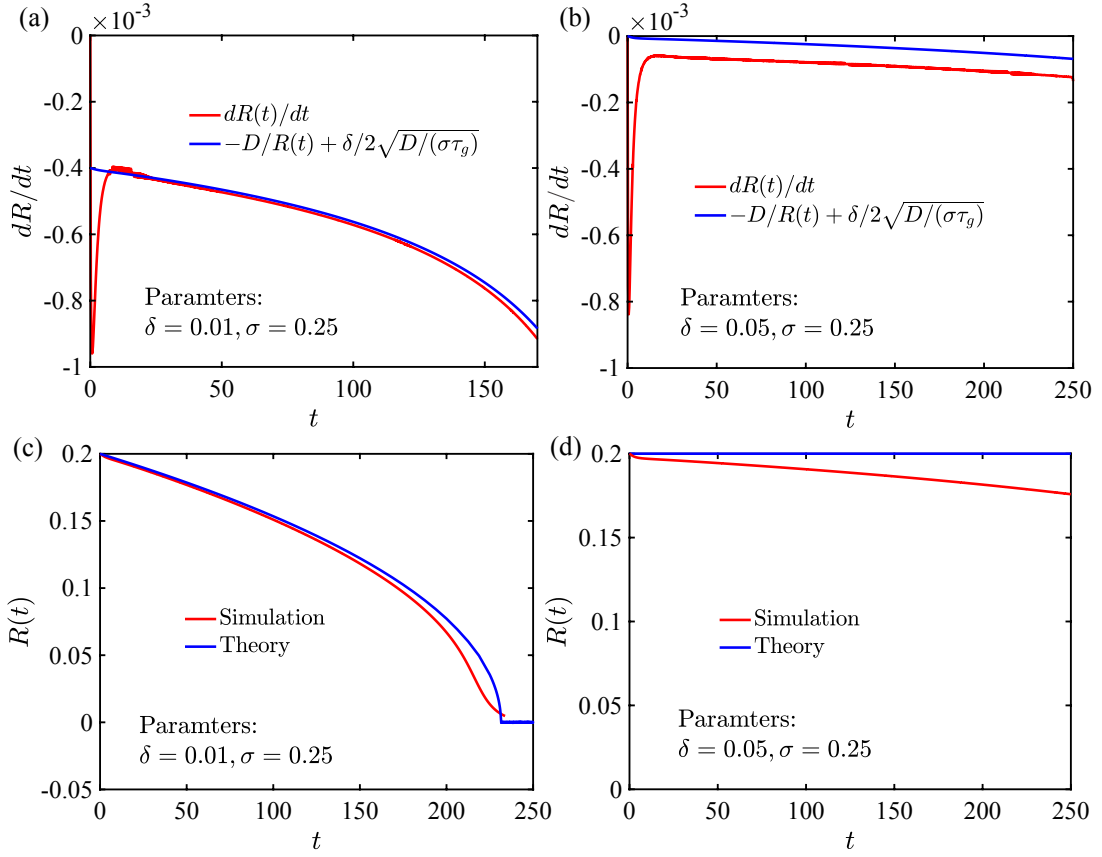 (a)
×10⁻³
0
-0.2
-0.4
-0.6
-0.8
-1
dR/dt
dR(t)/dt
−D/R(t) + δ/2√D/(στg)
Paramters:
δ = 0.01, σ = 0.25
0
50
100
150
t
(b)
×10⁻³
0
-0.2
-0.4
-0.6
-0.8
-1
dR/dt
dR(t)/dt
−D/R(t) + δ/2√D/(στg)
Paramters:
δ = 0.05, σ = 0.25
0
50
100
150
200
250
t
(c)
0.2
0.15
0.1
0.05
0
-0.05
R(t)
Simulation
Theory
Paramters:
δ = 0.01, σ = 0.25
0
50
100
150
200
250
t
(d)
0.2
0.15
0.1
0.05
0
R(t)
Simulation
Theory
Paramters:
δ = 0.05, σ = 0.25
0
50
100
150
200
250
t